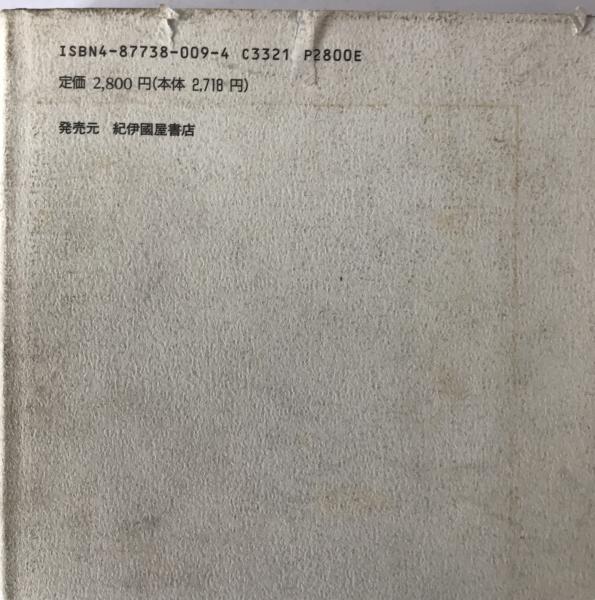 ISBN4-87738-009-4 C3321 P2800E
定価 2,800 円(本体 2,718 円)
発売元 紀伊國屋書店